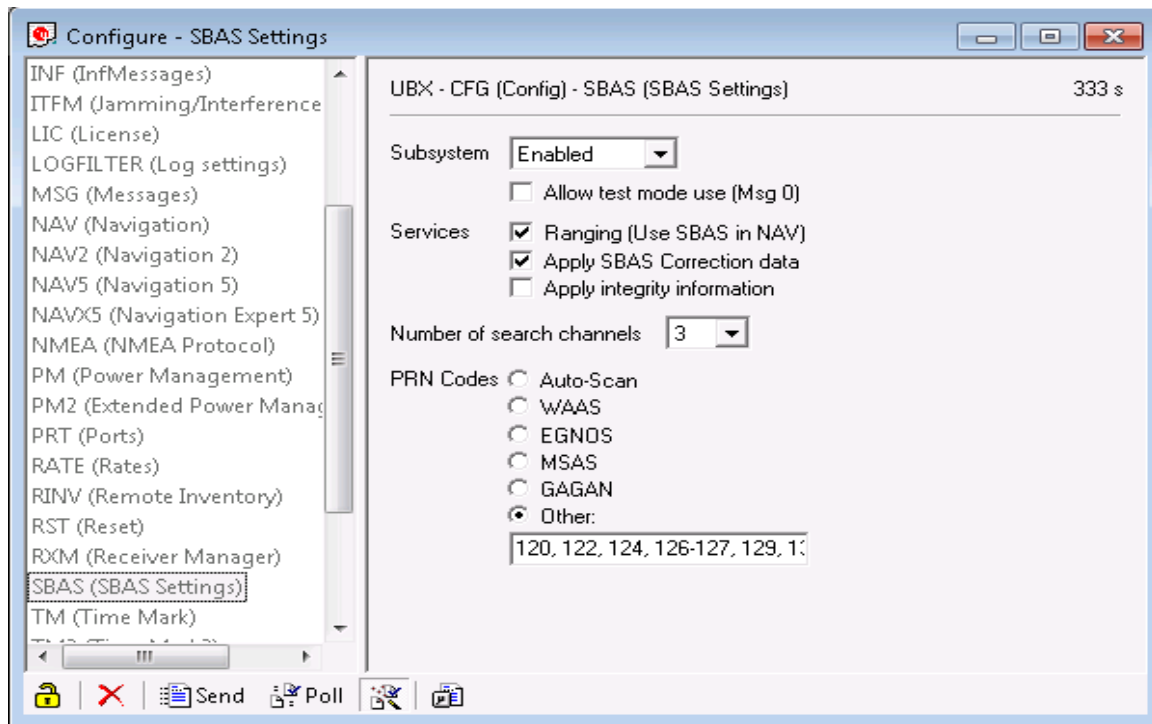 Configure - SBAS Settings
INF (InfMessages)
ITFM (Jamming/Interference
LIC (License)
LOGFILTER (Log settings)
MSG (Messages)
NAV (Navigation)
NAV2 (Navigation 2)
NAV5 (Navigation 5)
NAVX5 (Navigation Expert 5)
NMEA (NMEA Protocol)
PM (Power Management)
PM2 (Extended Power Manag
PRT (Ports)
RATE (Rates)
RINV (Remote Inventory)
RST (Reset)
RXM (Receiver Manager)
SBAS (SBAS Settings)
TM (Time Mark)
UBX - CFG (Config) - SBAS (SBAS Settings) 333 s
Subsystem Enabled
Allow test mode use (Msg 0)
Services Ranging (Use SBAS in NAV)
Apply SBAS Correction data
Apply integrity information
Number of search channels 3
PRN Codes Auto-Scan
WAAS
EGNOS
MSAS
GAGAN
Other:
120, 122, 124, 126-127, 129, 13
Send Poll